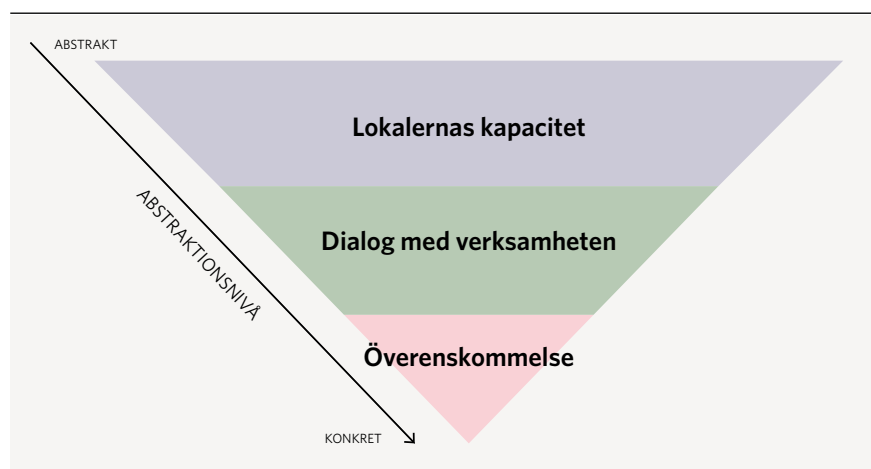 ABSTRAKT
Lokalernas kapacitet
ABSTRAKTIONSNIVÅ
Dialog med verksamheten
Överenskommelse
KONKRET